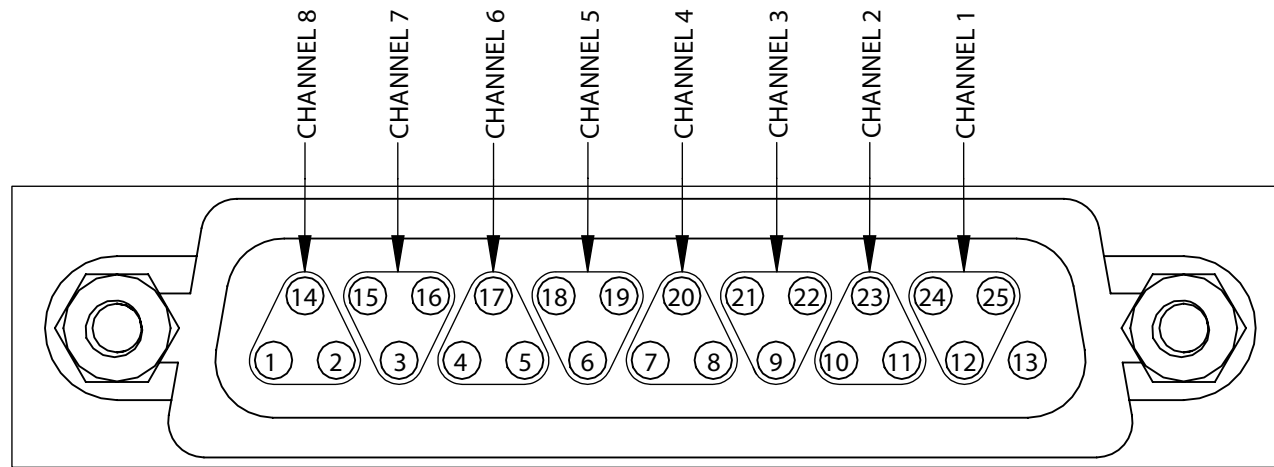 CHANNEL 8
CHANNEL 7
CHANNEL 6
CHANNEL 5
CHANNEL 4
CHANNEL 3
CHANNEL 2
CHANNEL 1
14 15 16 17 18 19 20 21 22 23 24 25
1 2 3 4 5 6 7 8 9 10 11 12 13